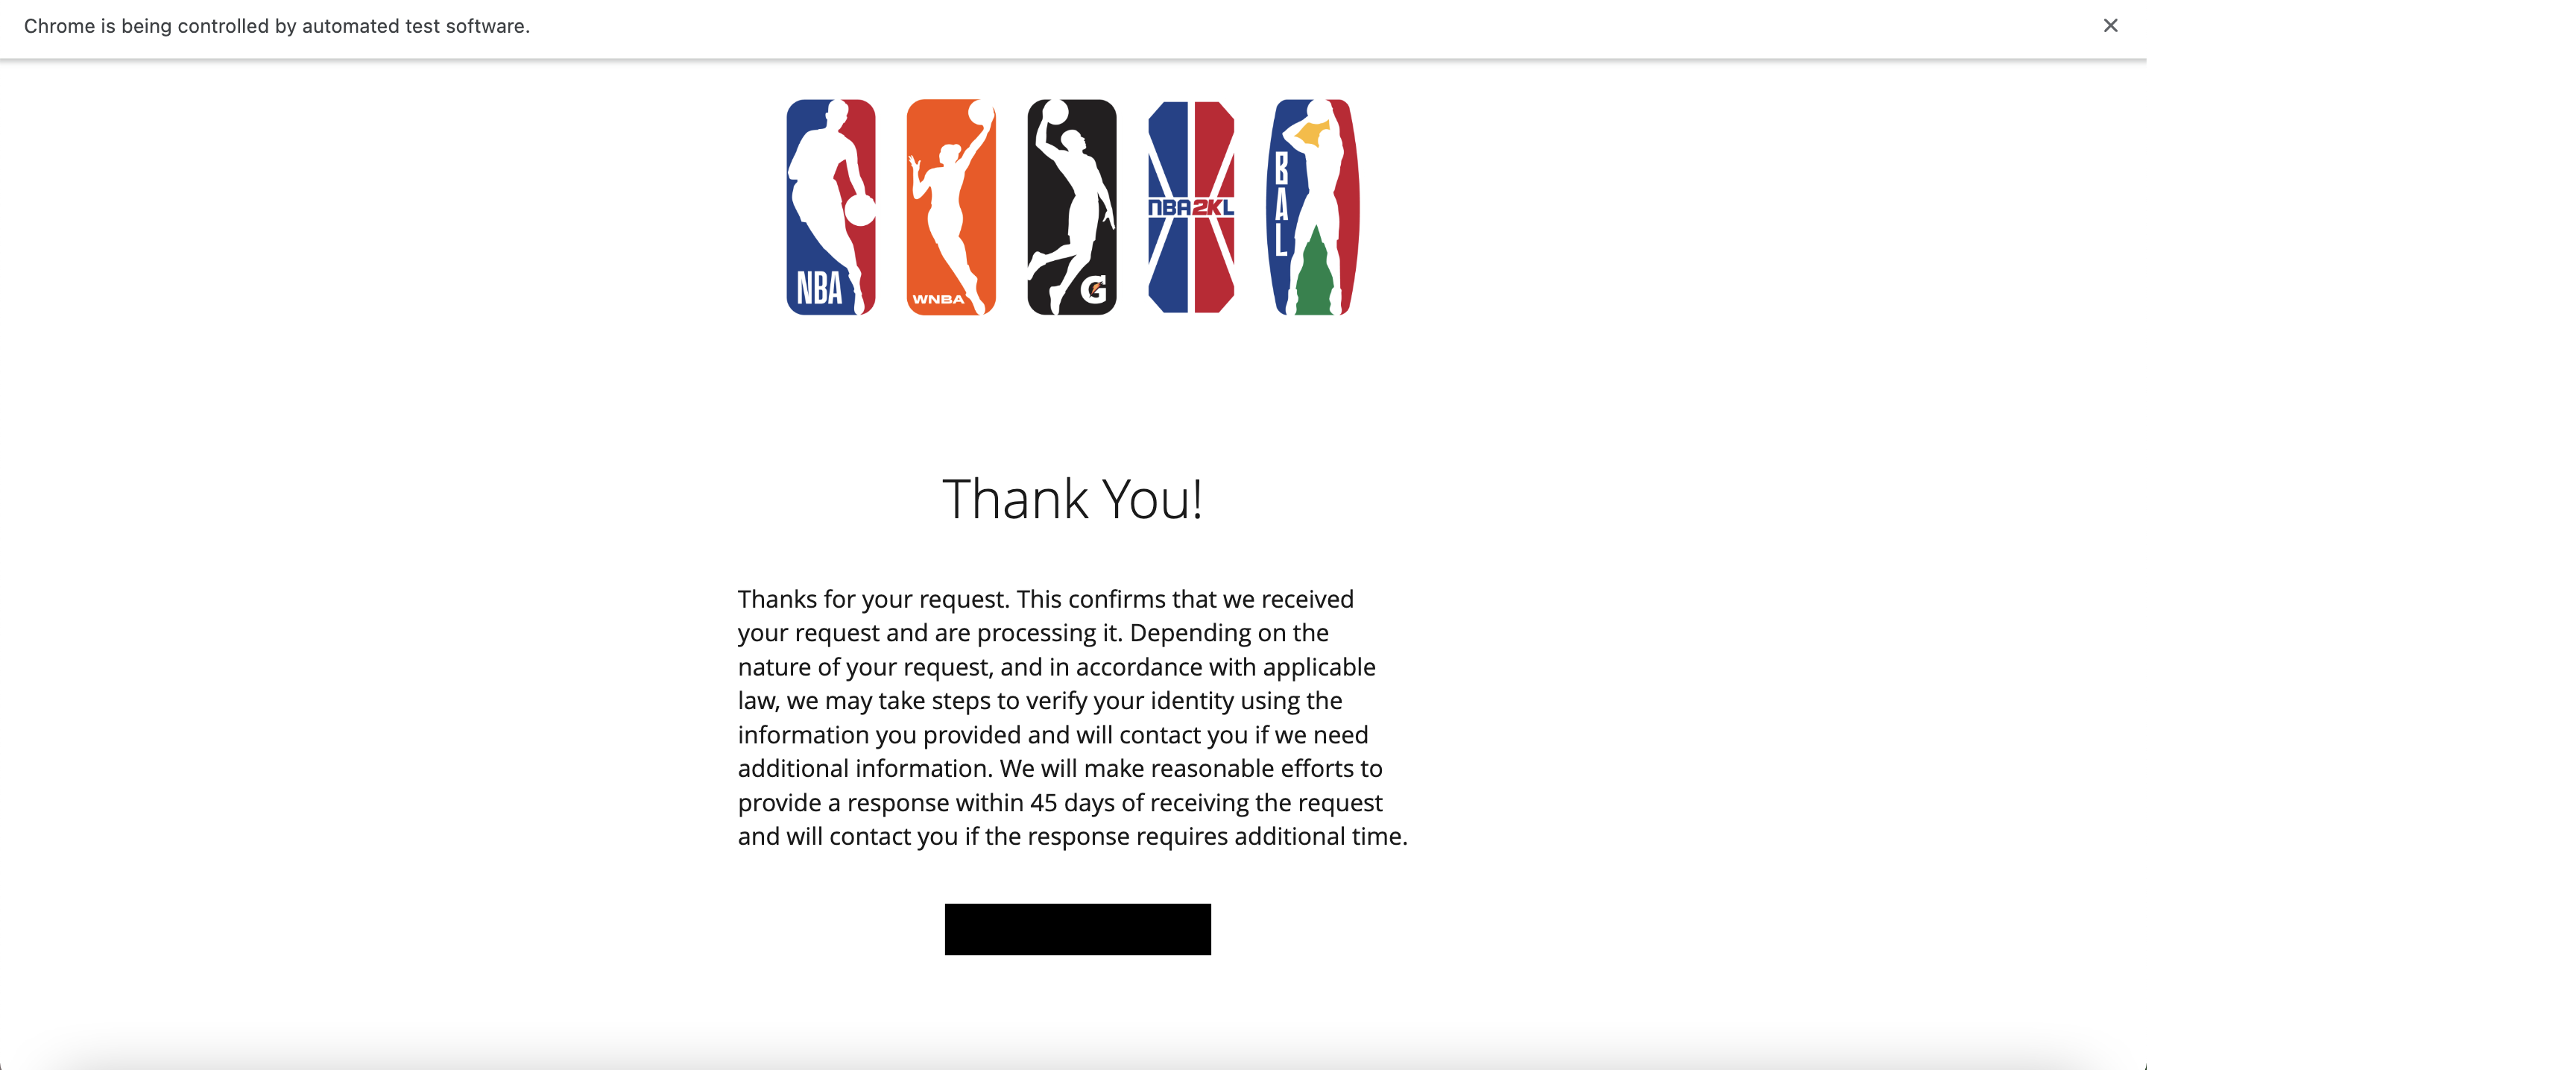 Chrome is being controlled by automated test software.
NBA
WNBA
G
NBA2KL
BAL
Thank You!
Thanks for your request. This confirms that we received
your request and are processing it. Depending on the
nature of your request, and in accordance with applicable
law, we may take steps to verify your identity using the
information you provided and will contact you if we need
additional information. We will make reasonable efforts to
provide a response within 45 days of receiving the request
and will contact you if the response requires additional time.